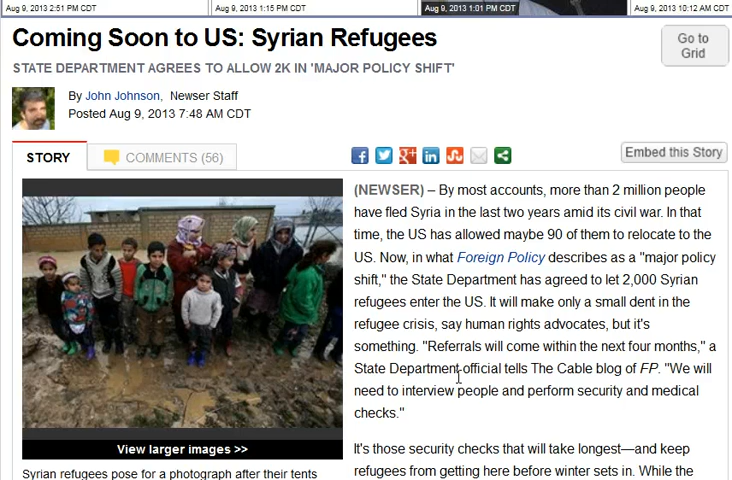 Aug 9, 2013 2:51 PM CDT
Aug 9, 2013 1:15 PM CDT
Aug 9, 2013 1:01 PM CDT
Aug 9, 2013 10:12 AM CDT
Coming Soon to US: Syrian Refugees
Go to
Grid
STATE DEPARTMENT AGREES TO ALLOW 2K IN 'MAJOR POLICY SHIFT'
By John Johnson, Newser Staff
Posted Aug 9, 2013 7:48 AM CDT
STORY
COMMENTS (56)
Embed this Story
(NEWSER) – By most accounts, more than 2 million people
have fled Syria in the last two years amid its civil war. In that
time, the US has allowed maybe 90 of them to relocate to the
US. Now, in what Foreign Policy describes as a "major policy
shift," the State Department has agreed to let 2,000 Syrian
refugees enter the US. It will make only a small dent in the
refugee crisis, say human rights advocates, but it's
something. "Referrals will come within the next four months," a
State Department official tells The Cable blog of FP. "We will
need to interview people and perform security and medical
checks."
It's those security checks that will take longest—and keep
refugees from getting here before winter sets in. While the
View larger images >>
Syrian refugees pose for a photograph after their tents